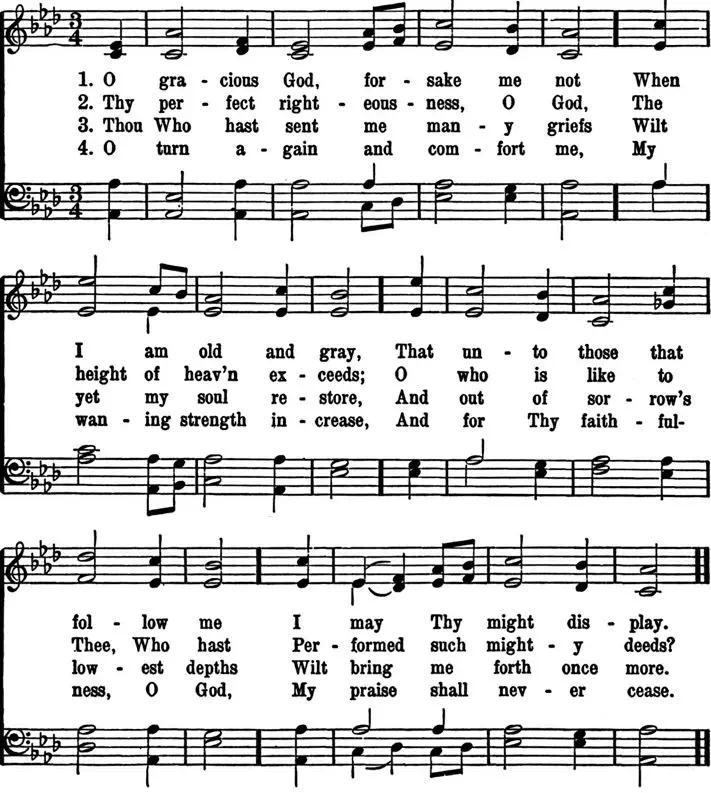 3 4
1. O gra - cious God, for - sake me not When
2. Thy per - fect right - eous - ness, O God, The
3. Thou Who hast sent me man - y griefs Wilt
4. O turn a - gain and com - fort me, My
3 4
I am old and gray, That un - to those that
height of heav'n ex - ceeds; O who is like to
yet my soul re - store, And out of sor - row's
wan - ing strength in - crease, And for Thy faith - ful-
fol - low me I may Thy might dis - play.
Thee, Who hast Per - formed such might - y deeds?
low - est depths Wilt bring me forth once more.
ness, O God, My praise shall nev - er cease.